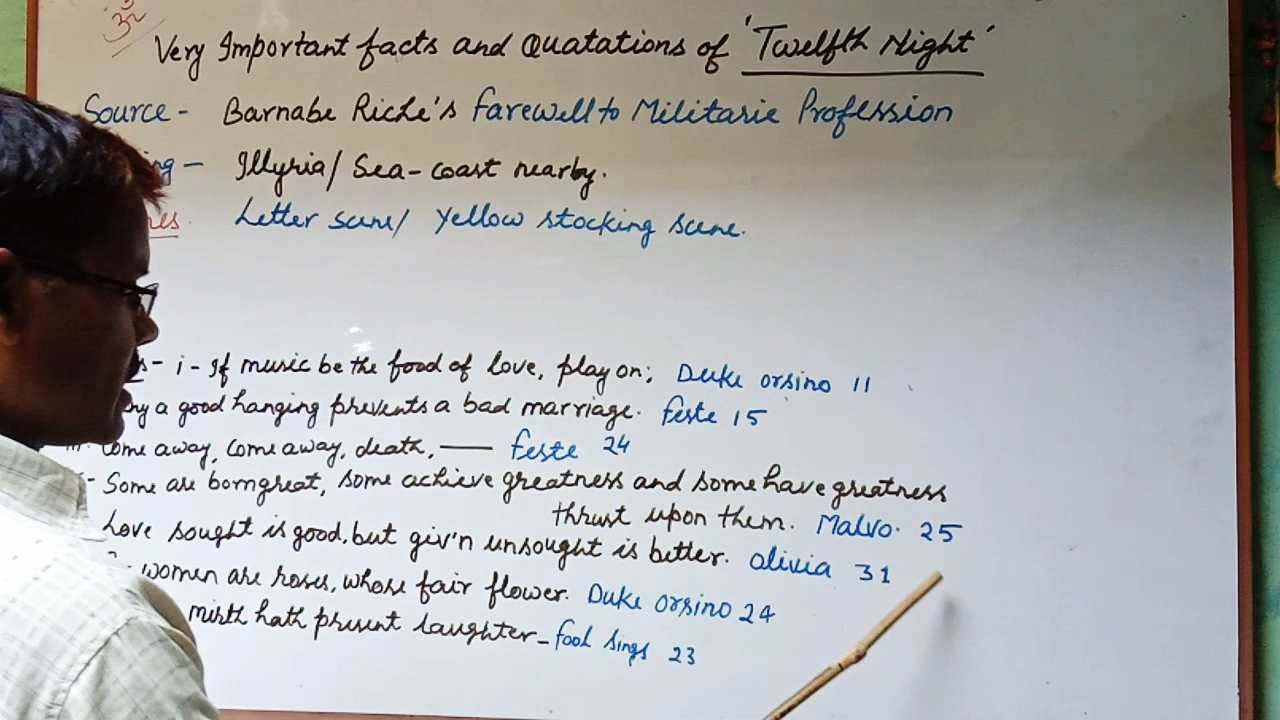 32
Very Important facts and Quatations of 'Twelfth Night'
Source - Barnabe Riche's Farewell to Militarie Profession
Illyria/ Sea-coast nearby.
Letter scene/ Yellow stocking scene.
i - If music be the food of love, play on; Duke orsino 11
a good hanging prevents a bad marriage. feste 15
come away, come away, death, —— feste 24
Some are born great, some achieve greatness and some have greatness
thrust upon them. Malvo. 25
Love sought is good, but giv'n unsought is better. Olivia 31
women are roses, whose fair flower. Duke Orsino 24
mirth hath present laughter - fool sings 23